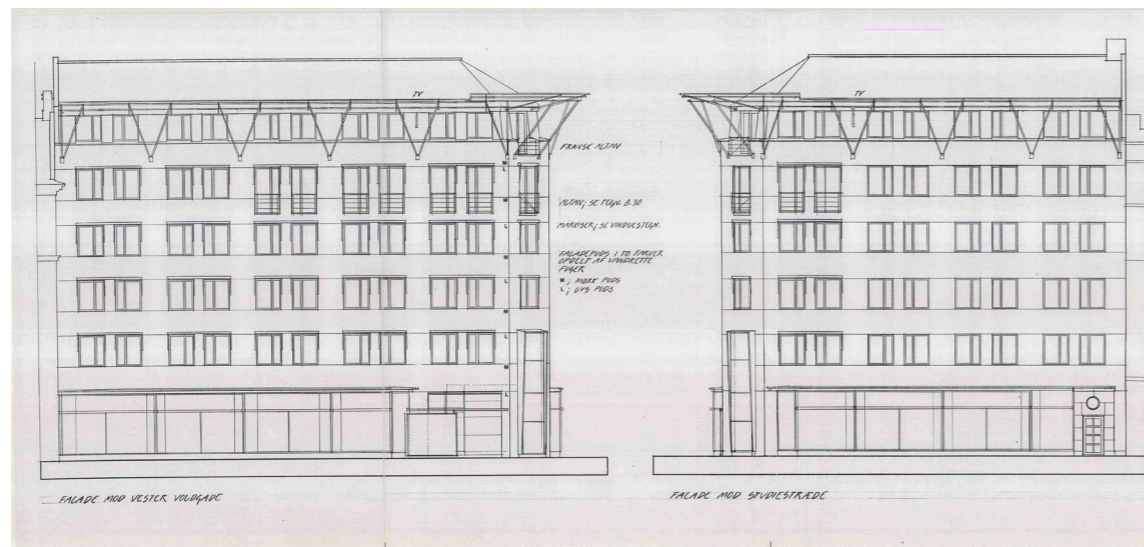 TV
FRANSK ALTAN
ALTAN; SE TEGN. 8.30
MARKISER; SE VINDUESTEGN.
FACADEPUDS I TO FARVER
OPDELT AF VANDRETTE
FUGER
M ; MØRK PUDS
L ; LYS PUDS
M
L
M
L
M
L
M
L
M
L
FACADE MOD VESTER VOLDGADE
TV
FACADE MOD STUDIESTRÆDE